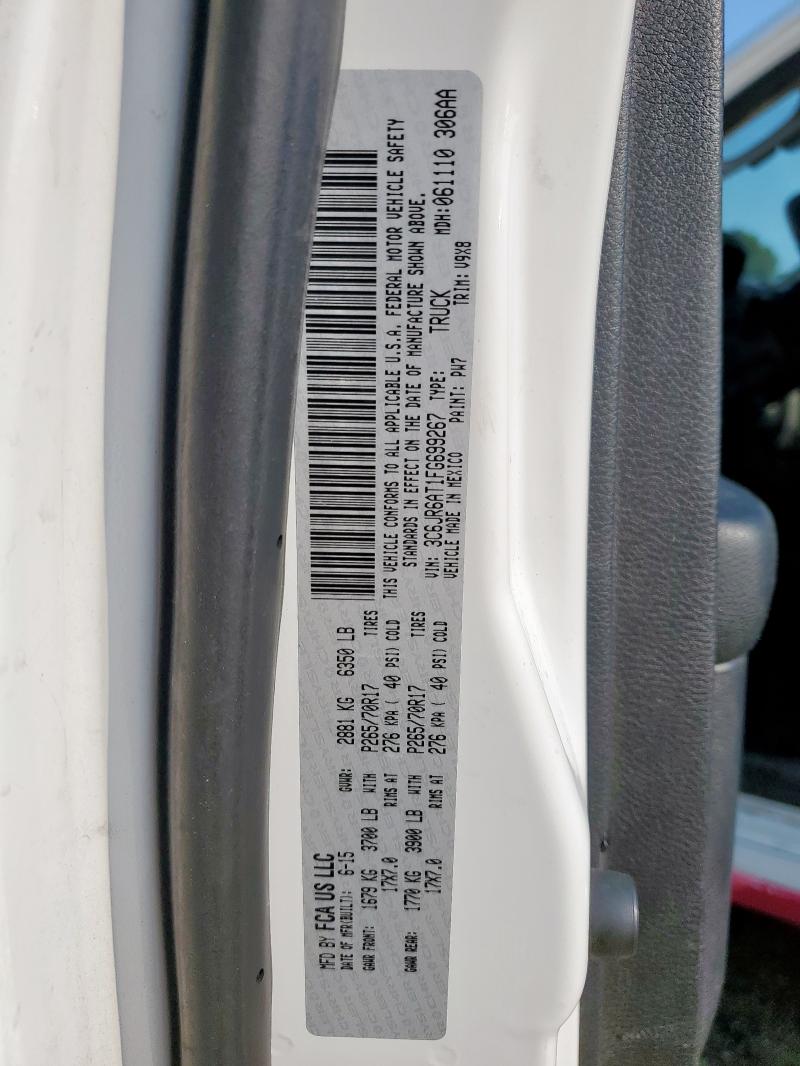 MFD BY FCA US LLC
DATE OF MFR(BUILT): 6-15 GVWR: 2881 KG 6350 LB
GAWR FRONT: 1679 KG 3700 LB WITH P265/70R17 TIRES
17X7.0 RIMS AT 276 KPA ( 40 PSI) COLD
GAWR REAR: 1770 KG 3900 LB WITH P265/70R17 TIRES
17X7.0 RIMS AT 276 KPA ( 40 PSI) COLD
THIS VEHICLE CONFORMS TO ALL APPLICABLE U.S.A. FEDERAL MOTOR VEHICLE SAFETY
STANDARDS IN EFFECT ON THE DATE OF MANUFACTURE SHOWN ABOVE.
VIN: 3C6JR6AT1FG699267 TYPE: TRUCK MDH:061110 306AA
VEHICLE MADE IN MEXICO PAINT: PW7 TRIM: V9X8